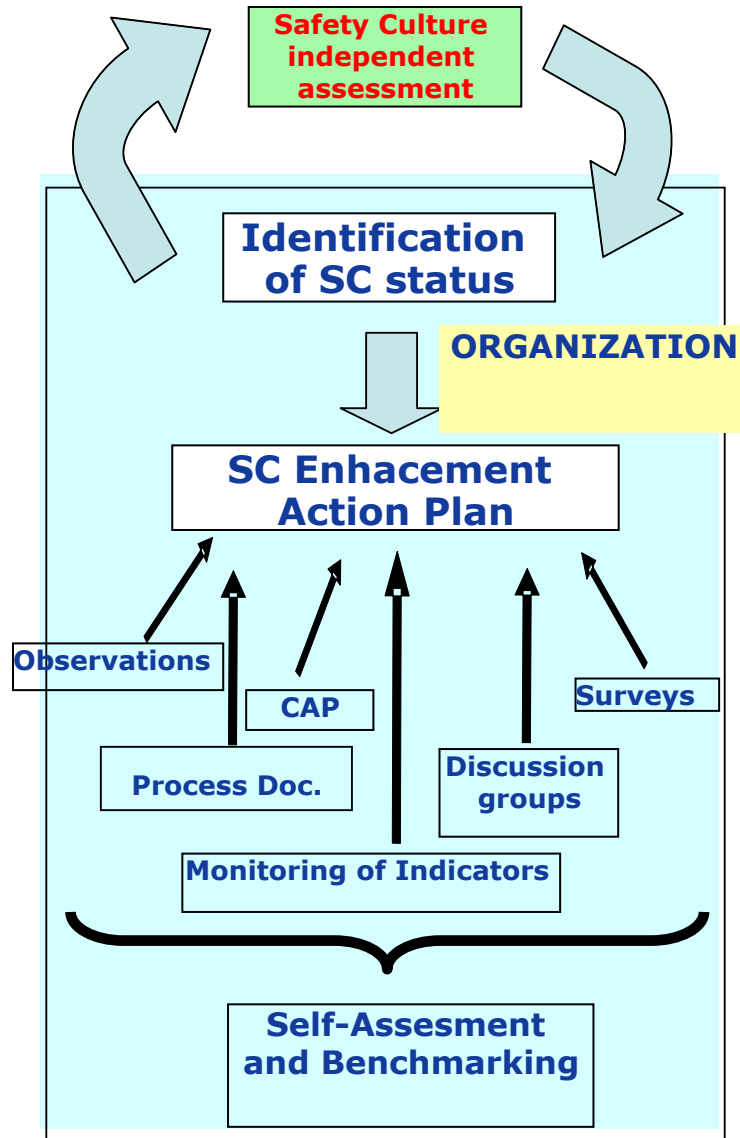 Safety Culture
independent
assessment
Identification
of SC status
ORGANIZATION
SC Enhacement
Action Plan
Observations
CAP
Surveys
Process Doc.
Discussion
groups
Monitoring of Indicators
Self-Assesment
and Benchmarking